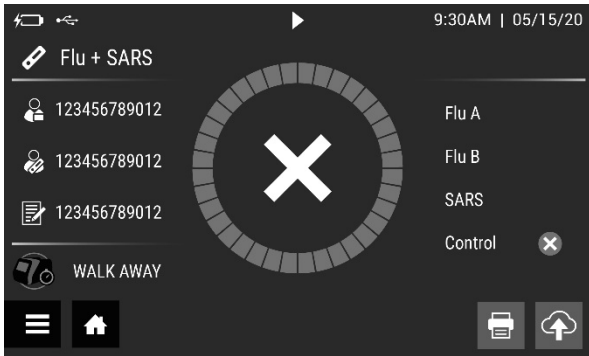 9:30AM | 05/15/20
Flu + SARS
123456789012
123456789012
123456789012
WALK AWAY
Flu A
Flu B
SARS
Control